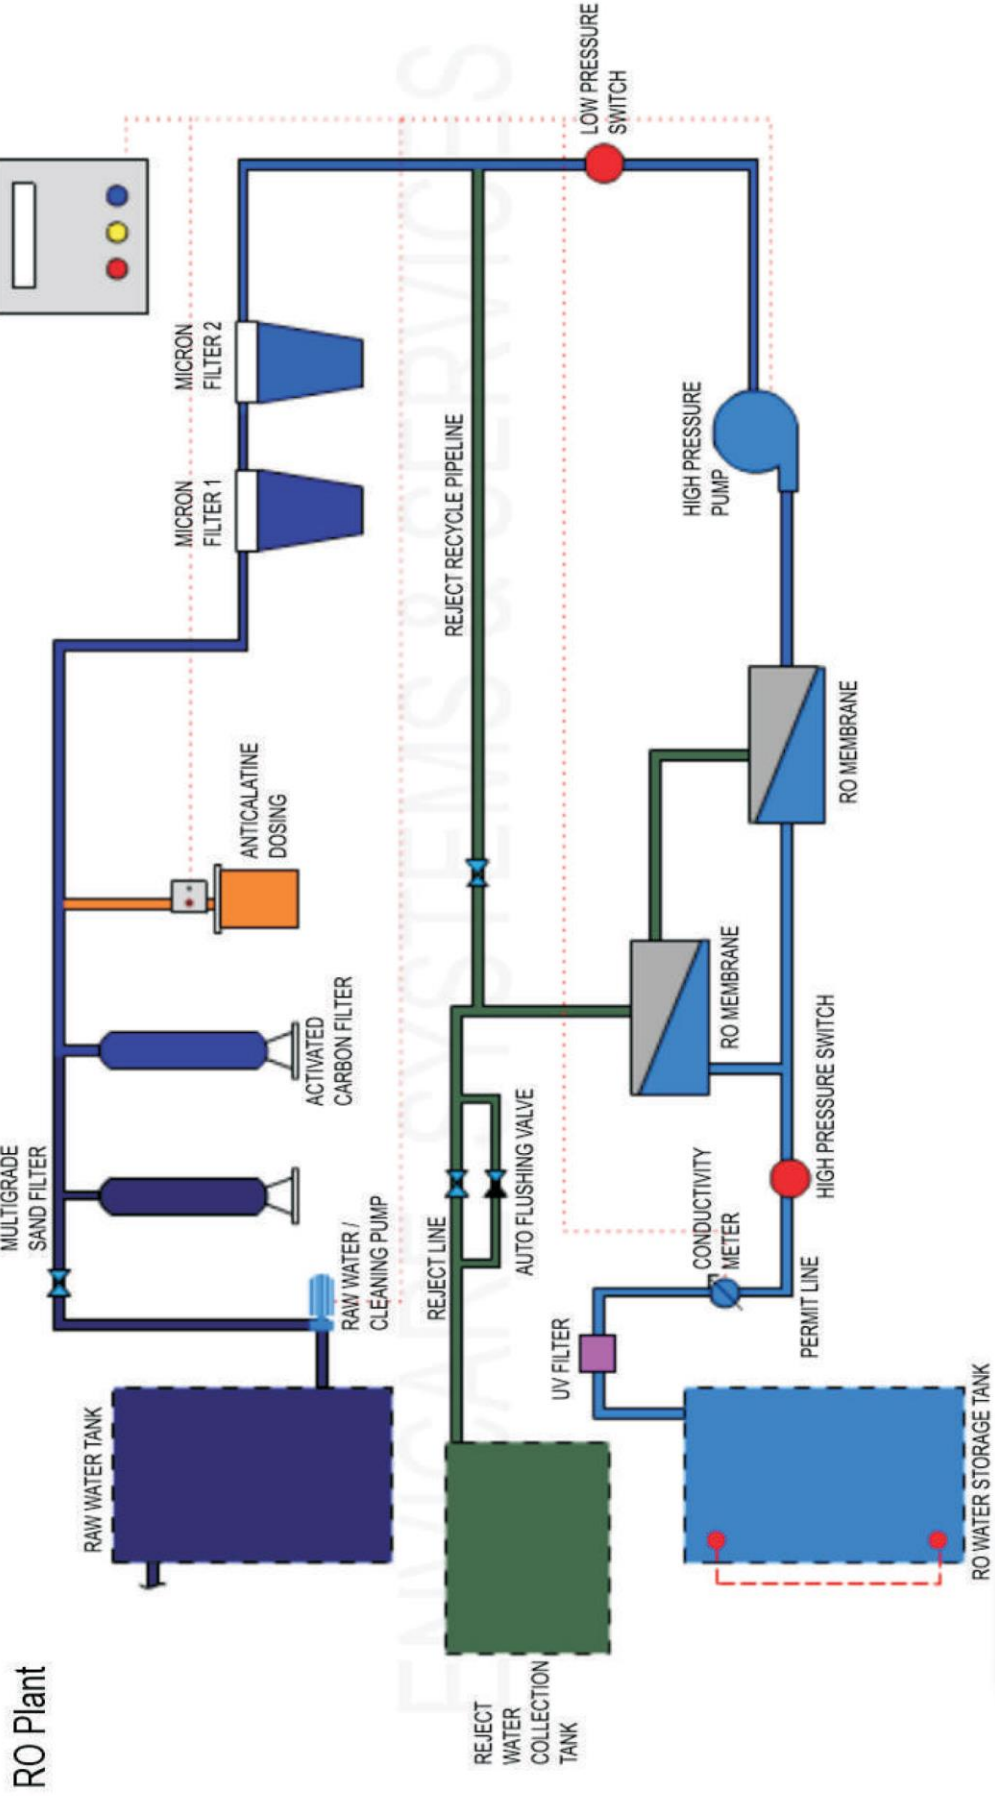 RO Plant
RAW WATER TANK
RAW WATER /
CLEANING PUMP
MULTIGRADE
SAND FILTER
ACTIVATED
CARBON FILTER
ANTICALATINE
DOSING
MICRON
FILTER 1
MICRON
FILTER 2
REJECT
WATER
COLLECTION
TANK
REJECT LINE
AUTO FLUSHING VALVE
REJECT RECYCLE PIPELINE
LOW PRESSURE
SWITCH
HIGH PRESSURE
PUMP
RO MEMBRANE
RO MEMBRANE
HIGH PRESSURE SWITCH
CONDUCTIVITY
METER
PERMIT LINE
UV FILTER
RO WATER STORAGE TANK
ENVICARE SYSTEMS & SERVICES